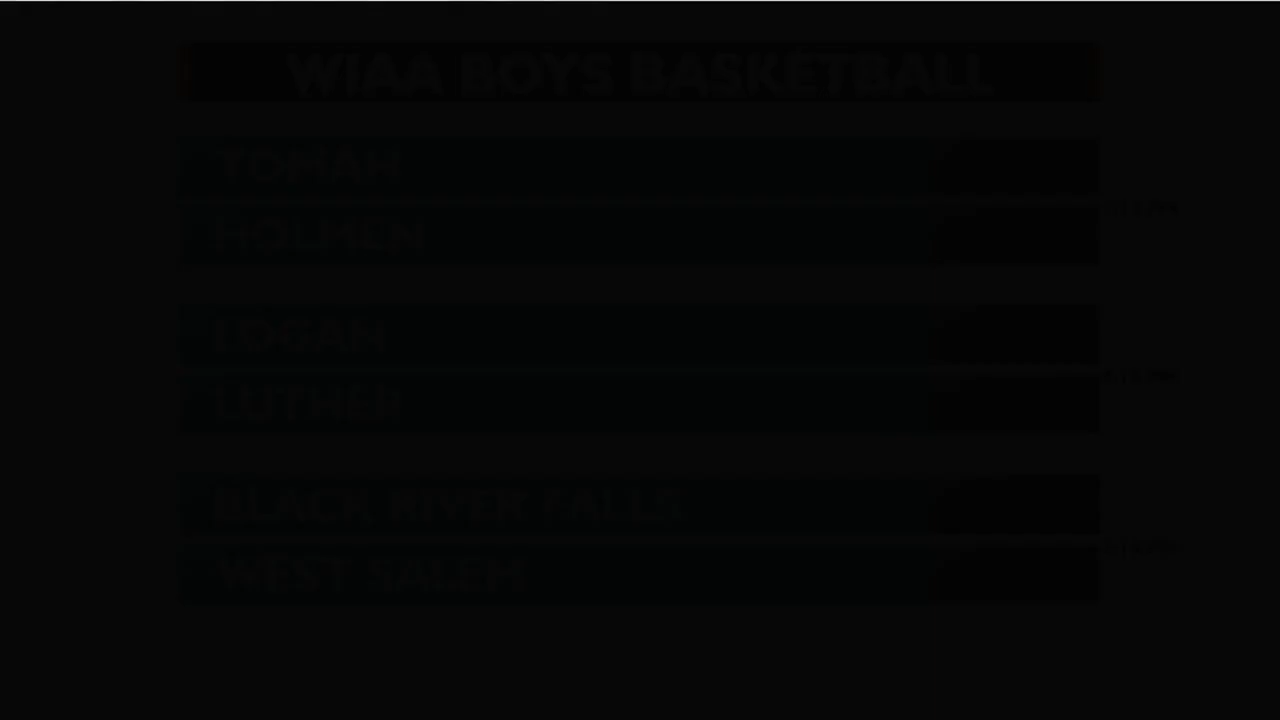 WIAA BOYS BASKETBALL
TOMAH
HOLMEN
LOGAN
LUTHER
BLACK RIVER FALLS
WEST SALEM